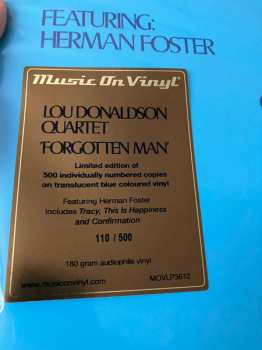 FEATURING:
HERMAN FOSTER
Music On Vinyl
LOU DONALDSON
QUARTET
'FORGOTTEN MAN'
Limited edition of
500 individually numbered copies
on translucent blue coloured vinyl
Featuring Herman Foster
Includes Tracy, This Is Happiness
and Confirmation
110 / 500
180 gram audiophile vinyl
www.musiconvinyl.com MOVLP3612